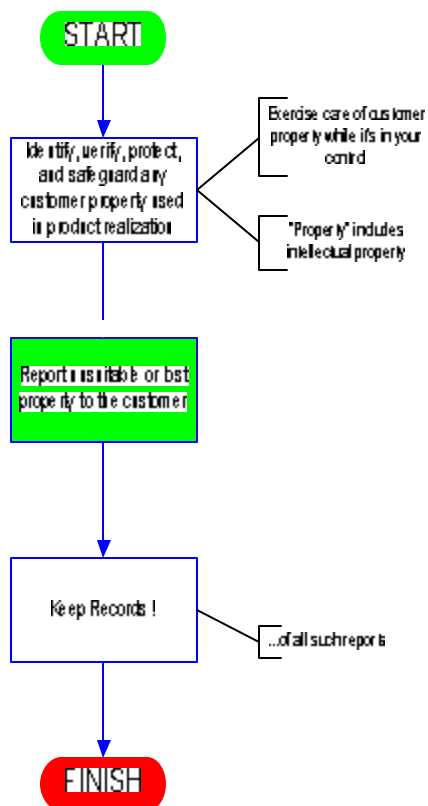 START
Identify, verify, protect,
and safeguard any
customer property used
in product realization
Exercise care of customer
property while it's in your
control
"Property" includes
intellectual property
Report unsuitable or lost
property to the customer
Keep Records !
...of all such reports
FINISH